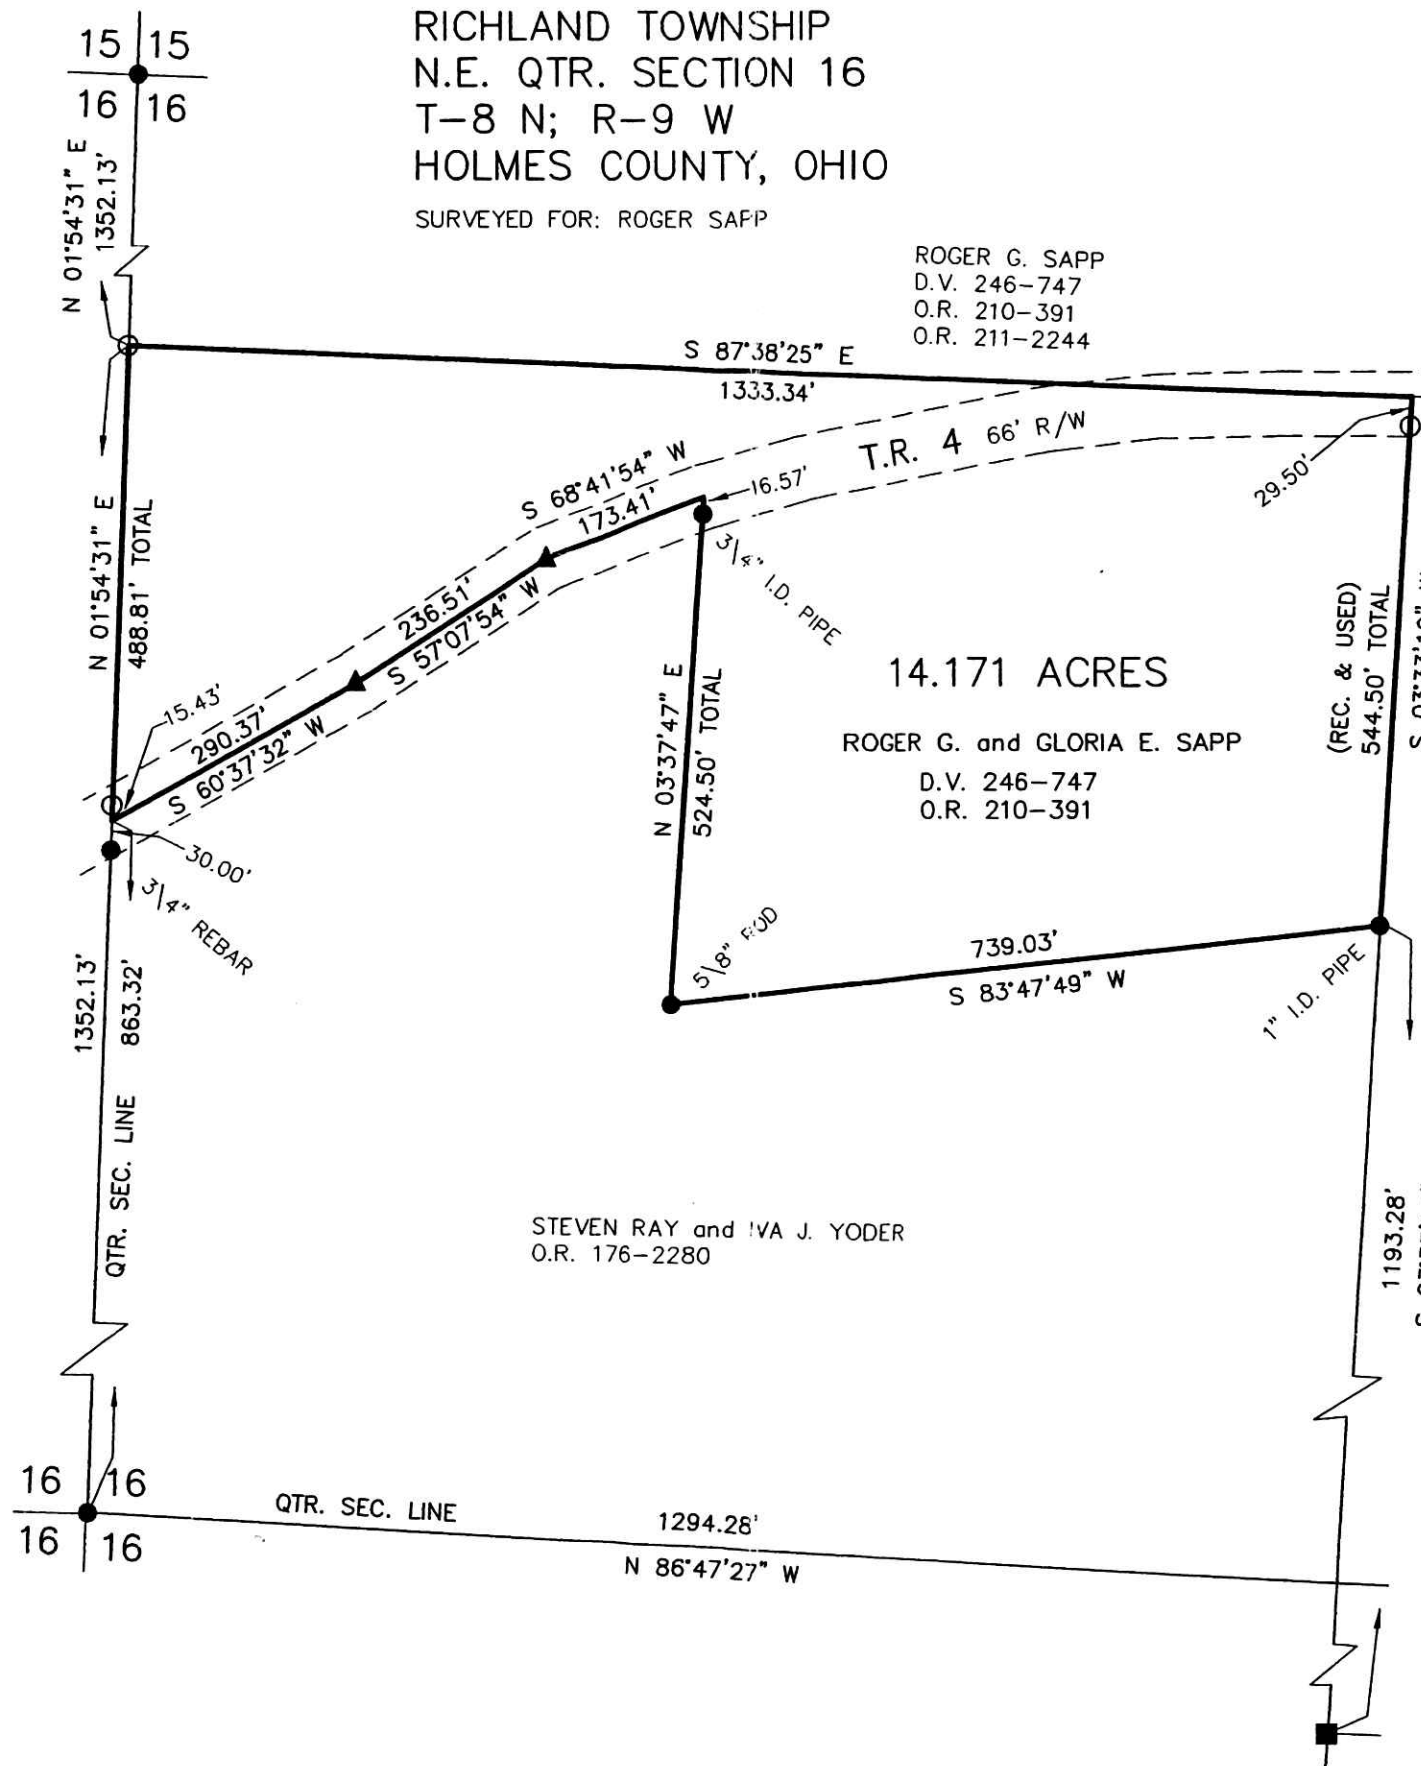 15 15
16 16
RICHLAND TOWNSHIP
N.E. QTR. SECTION 16
T-8 N; R-9 W
HOLMES COUNTY, OHIO
SURVEYED FOR: ROGER SAPP
N 01°54'31" E
1352.13'
ROGER G. SAPP
D.V. 246-747
O.R. 210-391
O.R. 211-2244
S 87°38'25" E
1333.34'
T.R. 4 66' R/W
29.50'
S 68°41'54" W
173.41'
16.57'
3/4" I.D. PIPE
N 01°54'31" E
488.81' TOTAL
236.51'
S 57°07'54" W
15.43'
290.37'
S 60°37'32" W
30.00'
3/4" REBAR
N 03°37'47" E
524.50' TOTAL
14.171 ACRES
ROGER G. and GLORIA E. SAPP
D.V. 246-747
O.R. 210-391
(REC. & USED)
544.50' TOTAL
5/8" ROD
739.03'
S 83°47'49" W
1" I.D. PIPE
1352.13'
QTR. SEC. LINE 863.32'
STEVEN RAY and IVA J. YODER
O.R. 176-2280
1193.28'
16 16
16 16
QTR. SEC. LINE
1294.28'
N 86°47'27" W